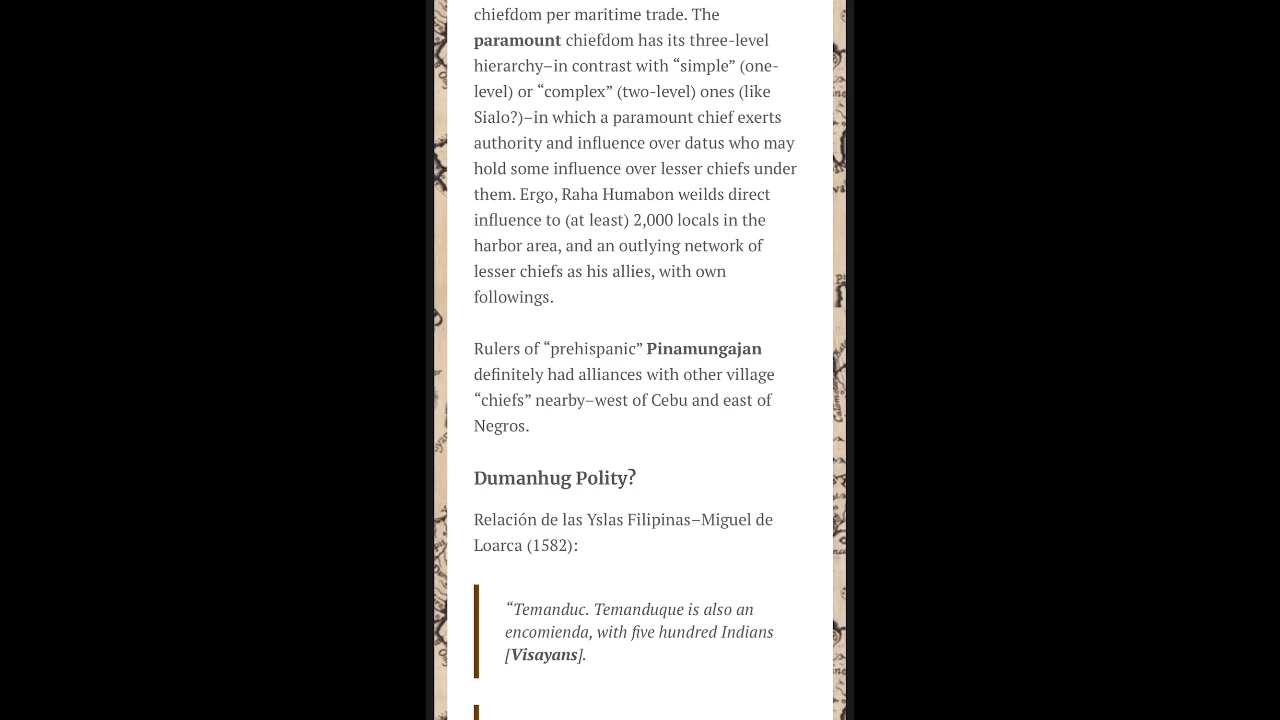 chiefdom per maritime trade. The
paramount chiefdom has its three-level
hierarchy–in contrast with “simple” (one-
level) or “complex” (two-level) ones (like
Sialo?)–in which a paramount chief exerts
authority and influence over datus who may
hold some influence over lesser chiefs under
them. Ergo, Raha Humabon weilds direct
influence to (at least) 2,000 locals in the
harbor area, and an outlying network of
lesser chiefs as his allies, with own
followings.
Rulers of “prehispanic” Pinamungajan
definitely had alliances with other village
“chiefs” nearby–west of Cebu and east of
Negros.
Dumanhug Polity?
Relación de las Yslas Filipinas–Miguel de
Loarca (1582):
“Temanduc. Temanduque is also an
encomienda, with five hundred Indians
[Visayans].